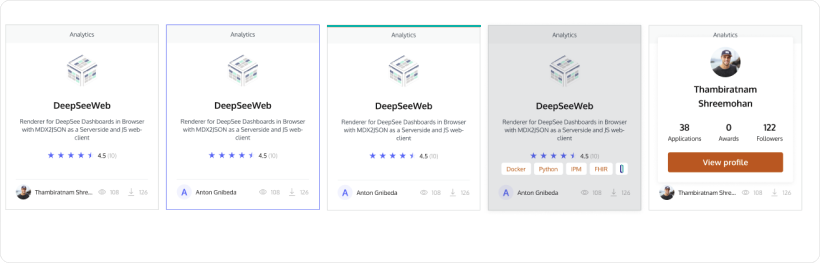 Analytics
DeepSeeWeb
Renderer for DeepSee Dashboards in Browser
with MDX2JSON as a Serverside and JS web-
client
4.5 (10)
Thambiratnam Shre... 108 126
Analytics
DeepSeeWeb
Renderer for DeepSee Dashboards in Browser
with MDX2JSON as a Serverside and JS web-
client
4.5 (10)
A Anton Gnibeda 108 126
Analytics
DeepSeeWeb
Renderer for DeepSee Dashboards in Browser
with MDX2JSON as a Serverside and JS web-
client
4.5 (10)
A Anton Gnibeda 108 126
Analytics
DeepSeeWeb
Renderer for DeepSee Dashboards in Browser
with MDX2JSON as a Serverside and JS web-
client
4.5 (10)
Docker Python IPM FHIR
A Anton Gnibeda 108 126
Analytics
Thambiratnam
Shreemohan
38 0 122
Applications Awards Followers
View profile
Thambiratnam Shre... 108 126